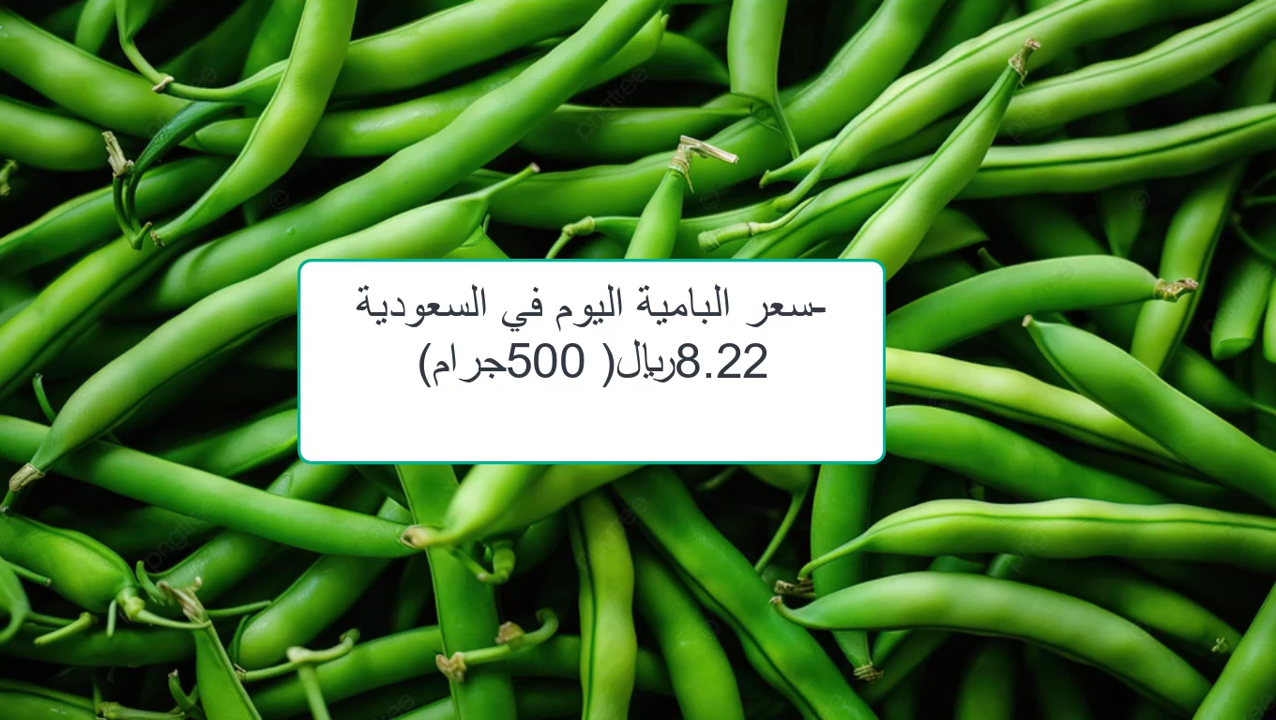 -سعر البامية اليوم في السعودية
8.22ريال( 500جرام)